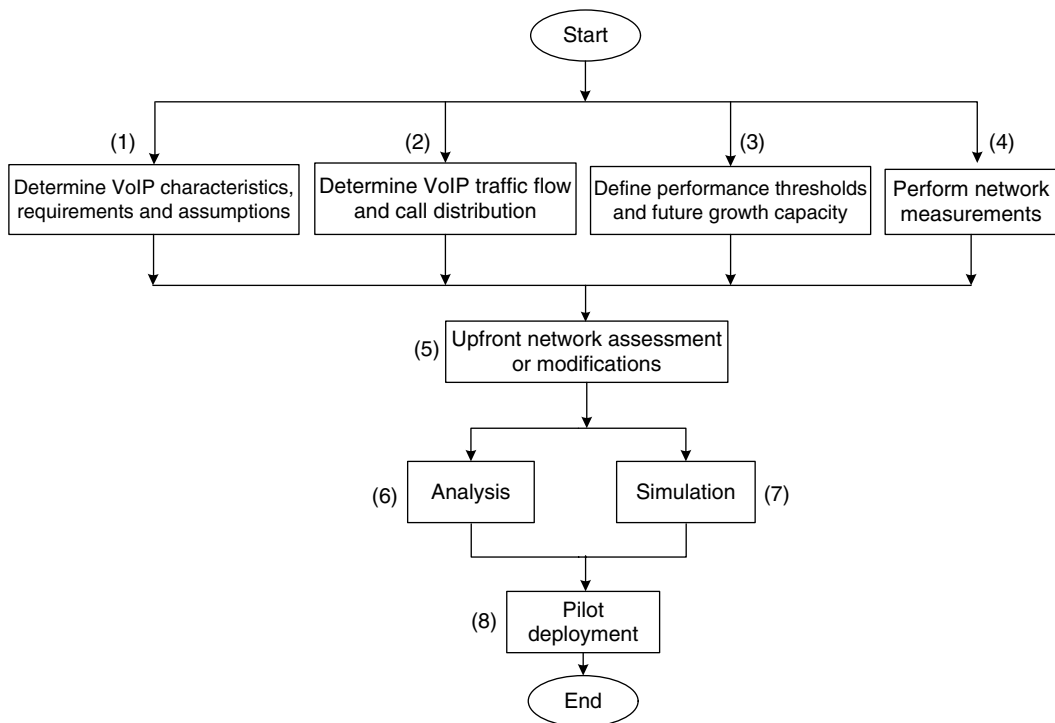 Start
(1)
Determine VoIP characteristics,
requirements and assumptions
(2)
Determine VoIP traffic flow
and call distribution
(3)
Define performance thresholds
and future growth capacity
(4)
Perform network
measurements
(5)
Upfront network assessment
or modifications
(6)
Analysis
Simulation
(7)
(8)
Pilot
deployment
End